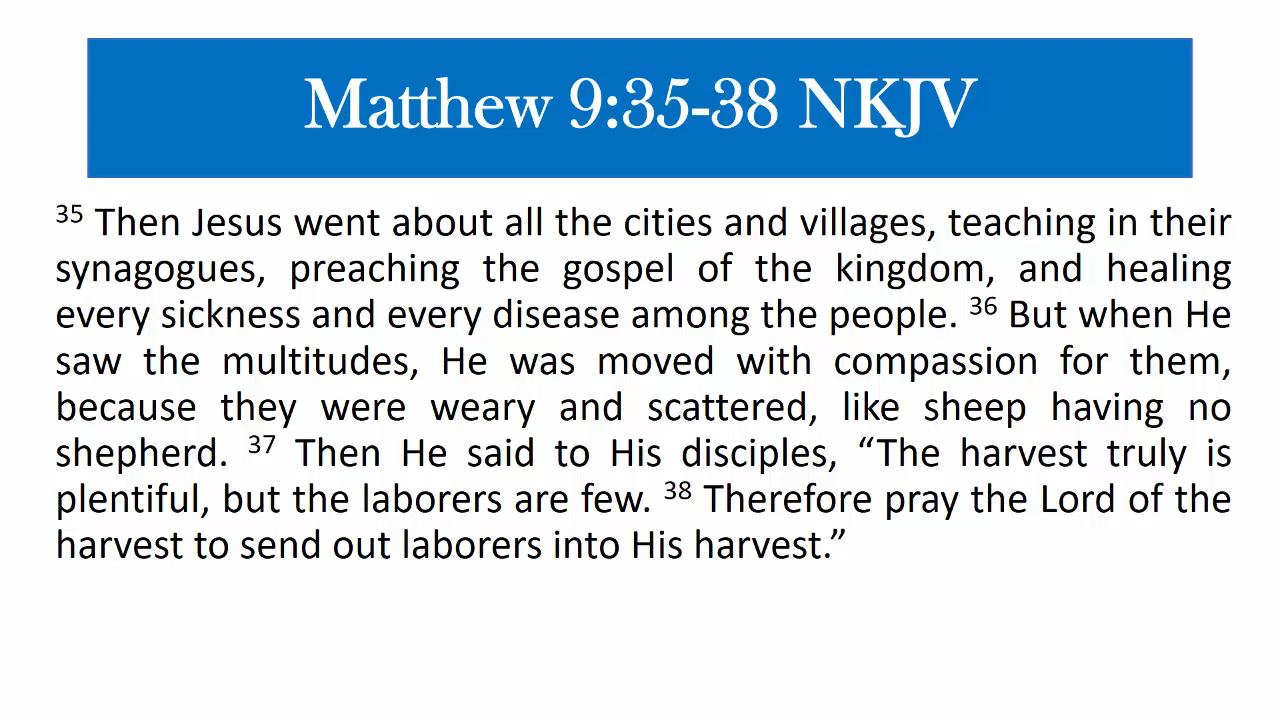 Matthew 9:35-38 NKJV
35 Then Jesus went about all the cities and villages, teaching in their
synagogues, preaching the gospel of the kingdom, and healing
every sickness and every disease among the people. 36 But when He
saw the multitudes, He was moved with compassion for them,
because they were weary and scattered, like sheep having no
shepherd. 37 Then He said to His disciples, “The harvest truly is
plentiful, but the laborers are few. 38 Therefore pray the Lord of the
harvest to send out laborers into His harvest.”